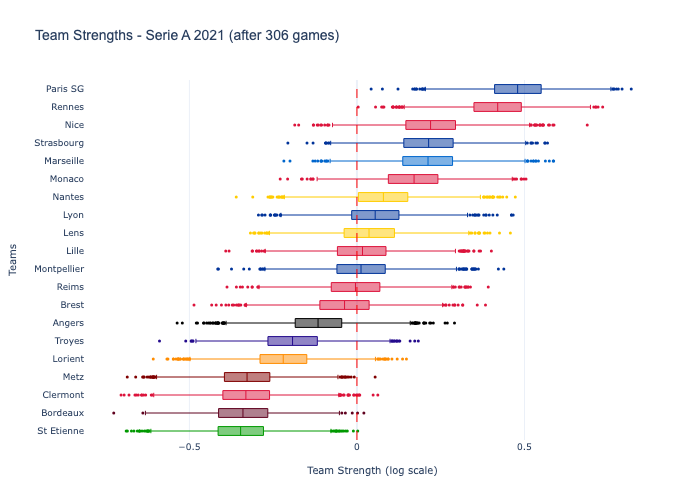 Team Strengths - Serie A 2021 (after 306 games)
Teams
Paris SG
Rennes
Nice
Strasbourg
Marseille
Monaco
Nantes
Lyon
Lens
Lille
Montpellier
Reims
Brest
Angers
Troyes
Lorient
Metz
Clermont
Bordeaux
St Etienne
−0.5 0 0.5
Team Strength (log scale)